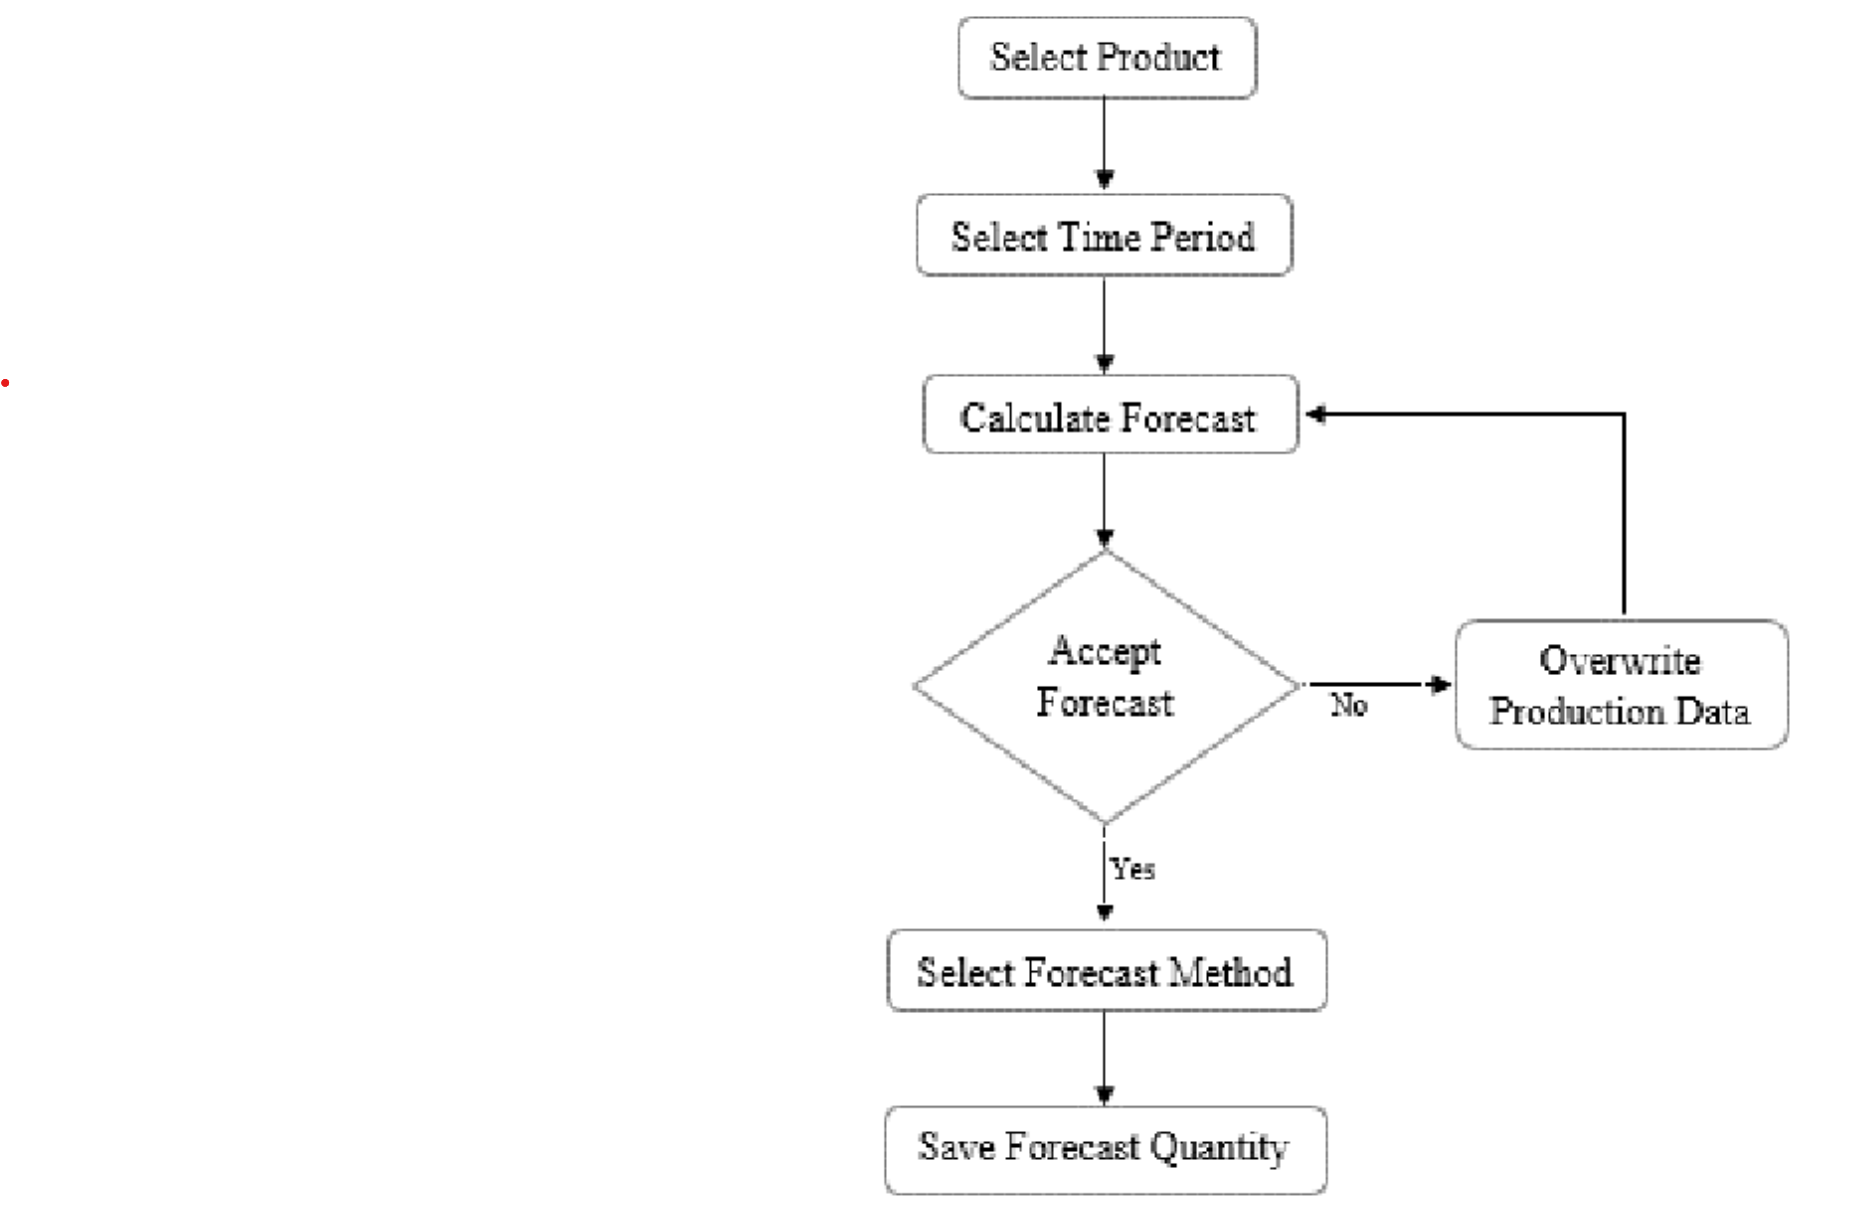 Select Product
Select Time Period
Calculate Forecast
Accept
Forecast
No
Overwrite
Production Data
Yes
Select Forecast Method
Save Forecast Quantity